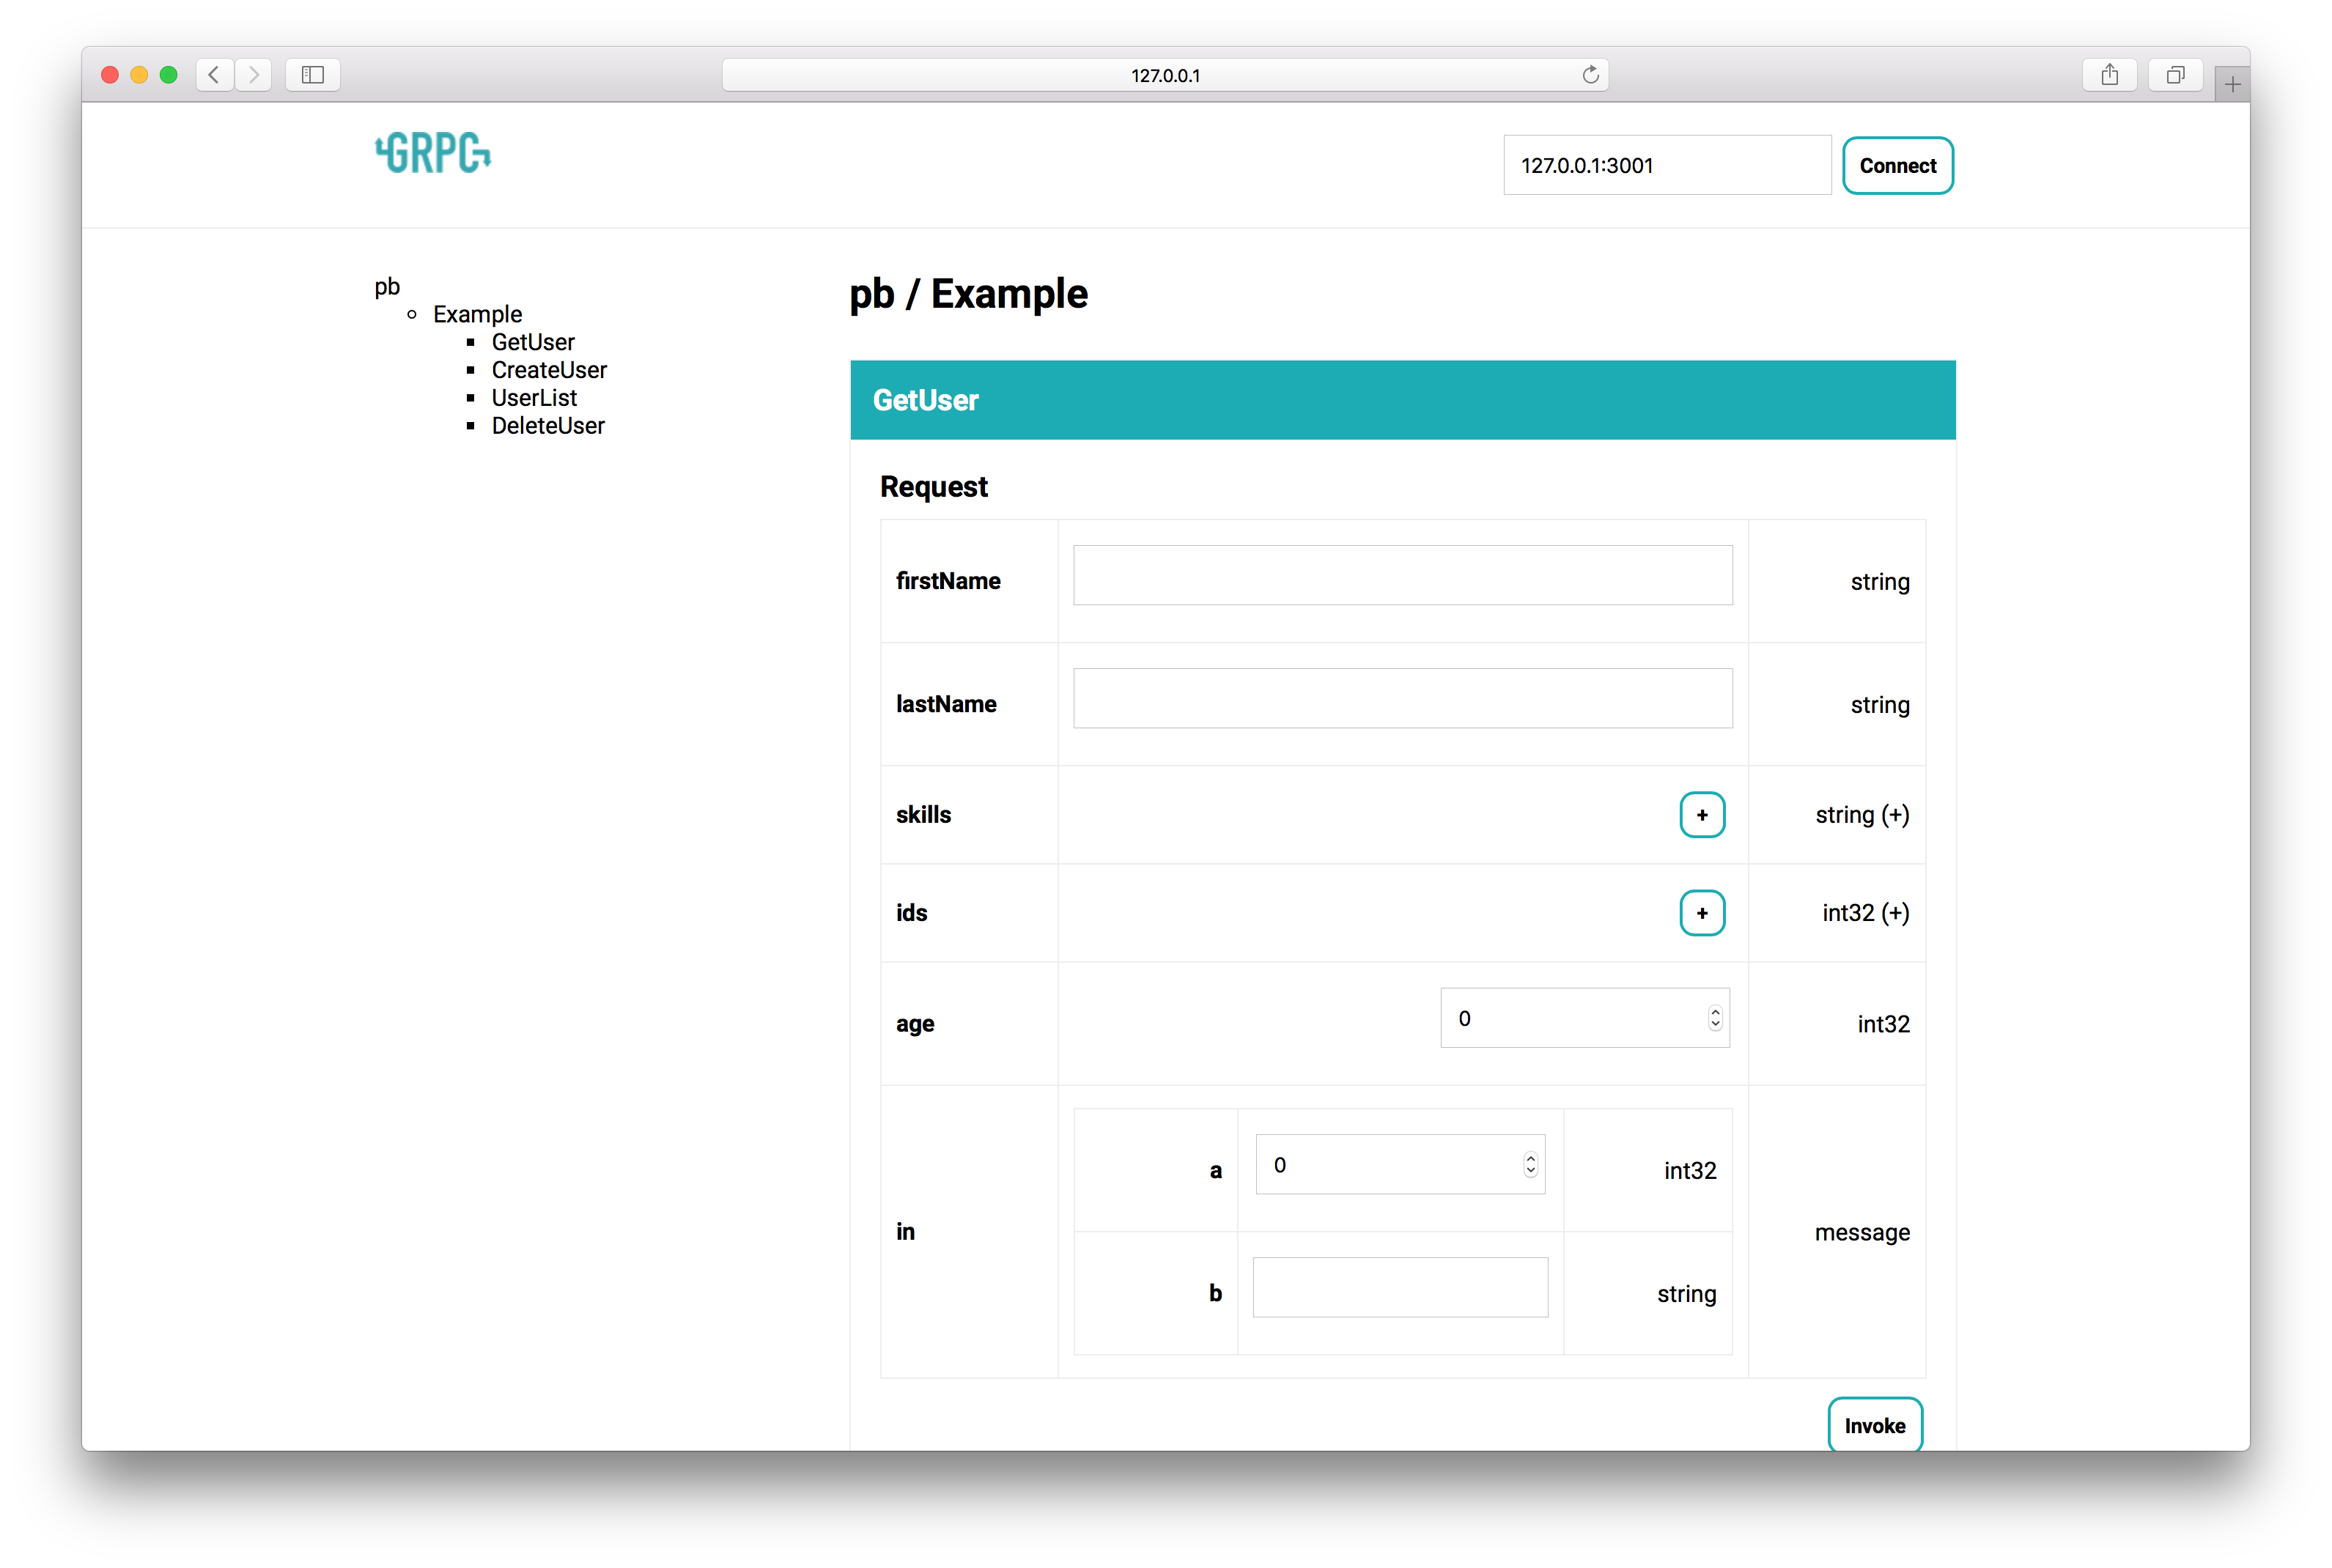 127.0.0.1
GRPC
127.0.0.1:3001 Connect
pb
Example
GetUser
CreateUser
UserList
DeleteUser
pb / Example
GetUser
Request
firstName string
lastName string
skills + string (+)
ids + int32 (+)
age 0 int32
in message
a 0 int32
b string
Invoke